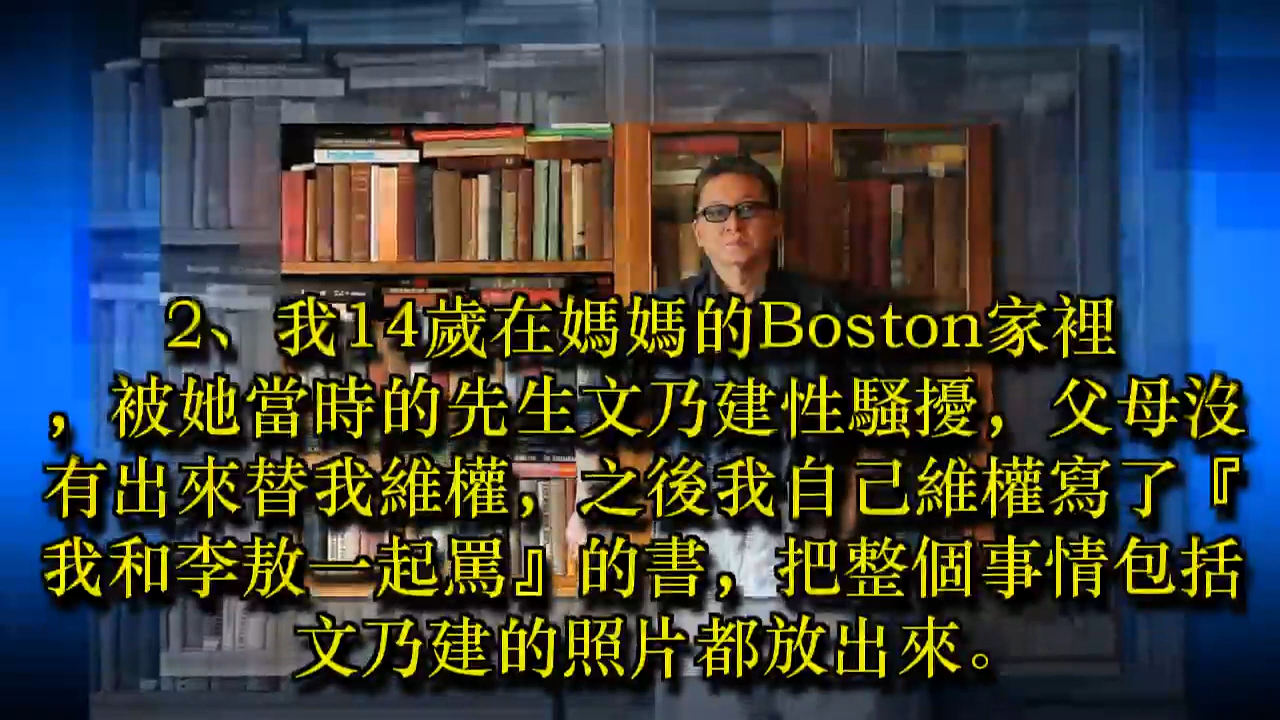 2、我14歲在媽媽的Boston家裡
，被她當時的先生文乃建性騷擾，父母沒
有出來替我維權，之後我自己維權寫了『
我和李敖一起罵』的書，把整個事情包括
文乃建的照片都放出來。